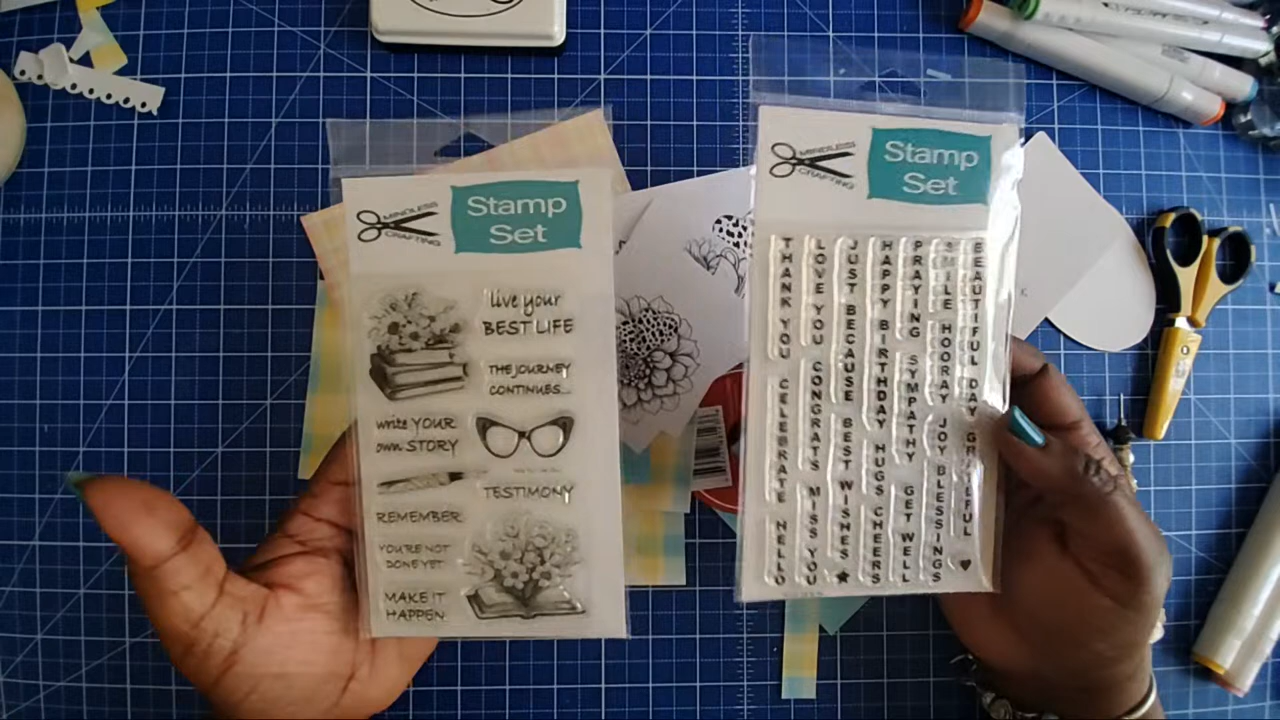 MINDLESS
CRAFTING
Stamp
Set
live your
BEST LIFE
THE JOURNEY
CONTINUES...
write YOUR
own STORY
TESTIMONY
REMEMBER
YOU'RE NOT
DONE YET
MAKE IT
HAPPEN
MINDLESS
CRAFTING
Stamp
Set
THANK YOU CELEBRATE HELLO
LOVE YOU CONGRATS MISS YOU
JUST BECAUSE BEST WISHES
HAPPY BIRTHDAY HUGS CHEERS
PRAYING SYMPATHY GET WELL
SMILE HOORAY JOY BLESSINGS
BEAUTIFUL DAY GRATEFUL